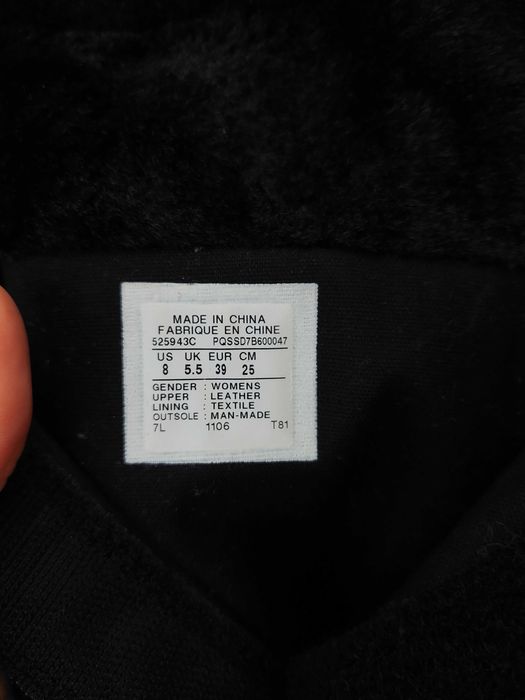 MADE IN CHINA
FABRIQUE EN CHINE
525943C PQSSD7B600047
US UK EUR CM
8 5.5 39 25
GENDER : WOMENS
UPPER : LEATHER
LINING : TEXTILE
OUTSOLE : MAN-MADE
7L 1106 T81